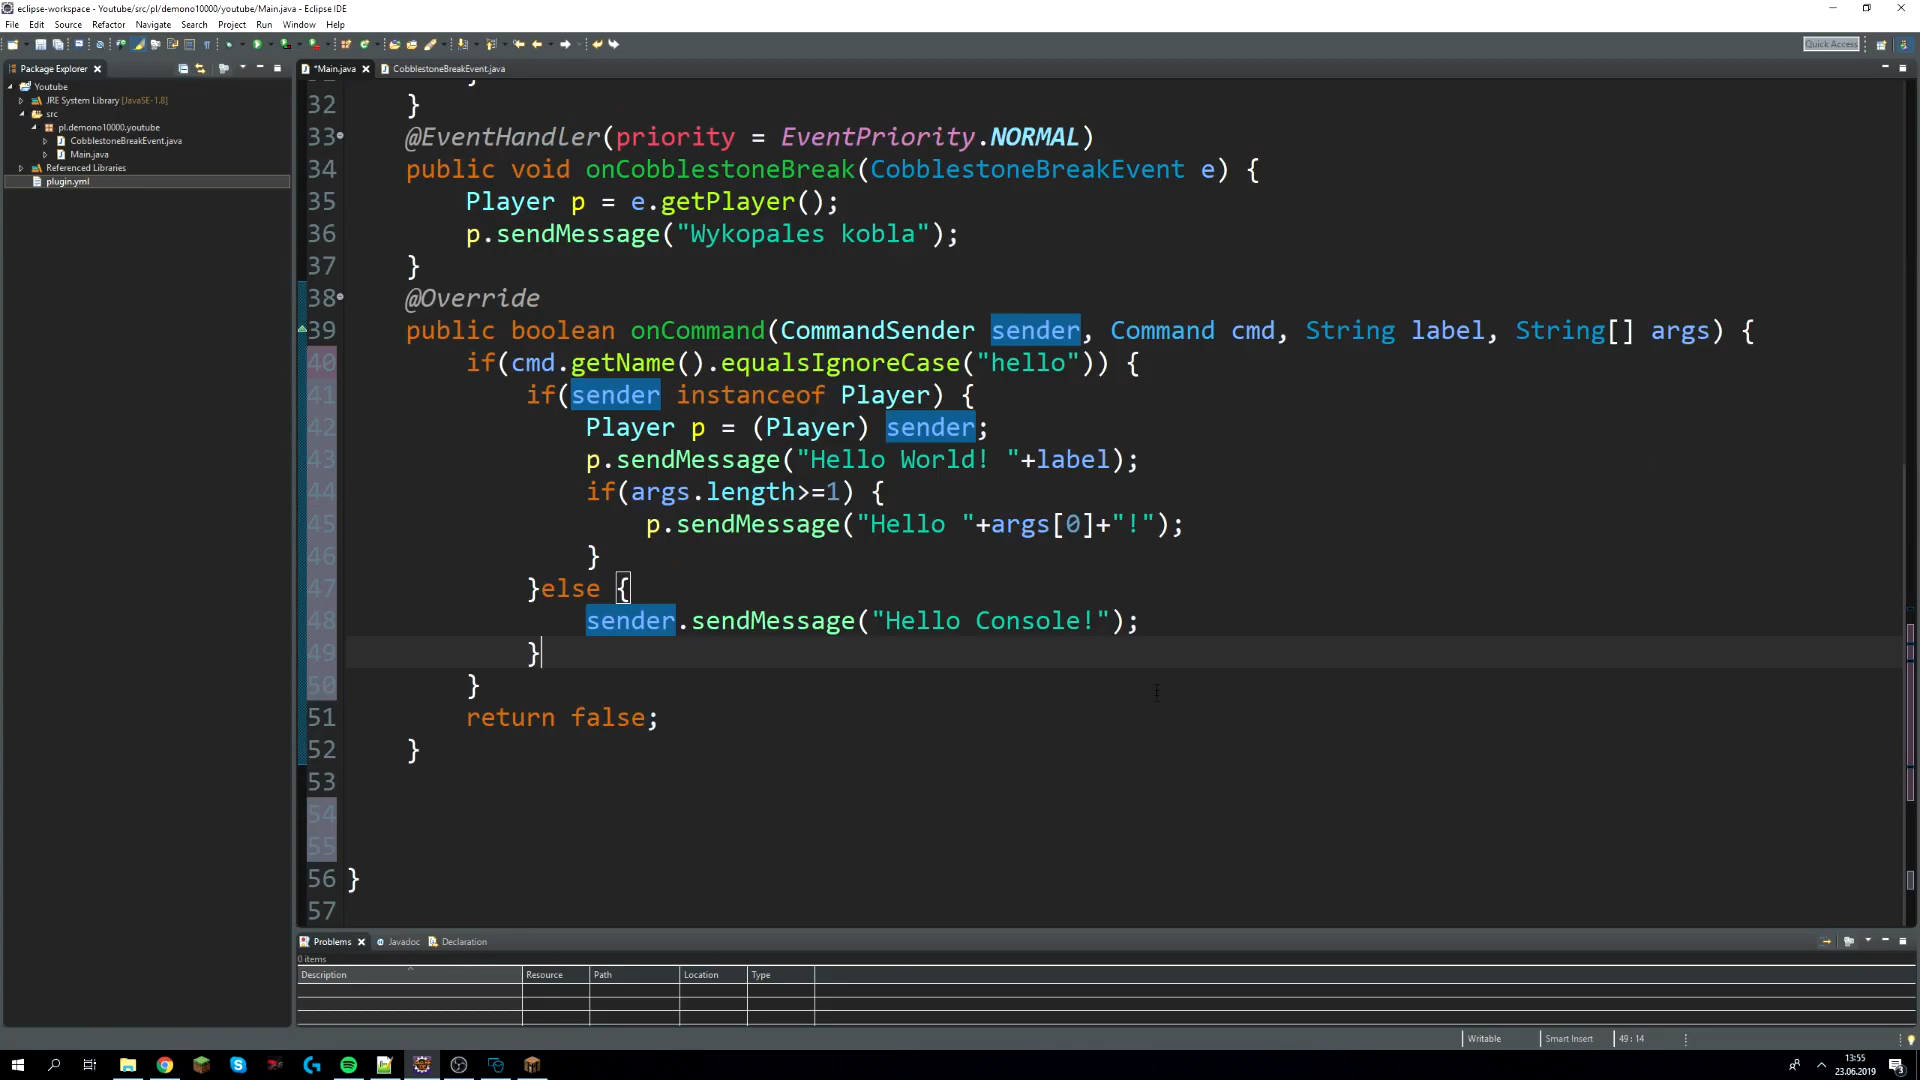 eclipse-workspace - Youtube/src/pl/demono10000/youtube/Main.java - Eclipse IDE
File Edit Source Refactor Navigate Search Project Run Window Help
Quick Access
Package Explorer
Youtube
JRE System Library [JavaSE-1.8]
src
pl.demono10000.youtube
CobblestoneBreakEvent.java
Main.java
Referenced Libraries
plugin.yml
*Main.java CobblestoneBreakEvent.java
32 }
33 @EventHandler(priority = EventPriority.NORMAL)
34 public void onCobblestoneBreak(CobblestoneBreakEvent e) {
35 Player p = e.getPlayer();
36 p.sendMessage("Wykopales kobla");
37 }
38 @Override
39 public boolean onCommand(CommandSender sender, Command cmd, String label, String[] args) {
40 if(cmd.getName().equalsIgnoreCase("hello")) {
41 if(sender instanceof Player) {
42 Player p = (Player) sender;
43 p.sendMessage("Hello World! "+label);
44 if(args.length>=1) {
45 p.sendMessage("Hello "+args[0]+"!");
46 }
47 }else {
48 sender.sendMessage("Hello Console!");
49 }
50 }
51 return false;
52 }
53
54
55
56 }
57
Problems Javadoc Declaration
0 items
Description Resource Path Location Type
Writable Smart Insert 49 : 14
13:55
23.06.2019
3